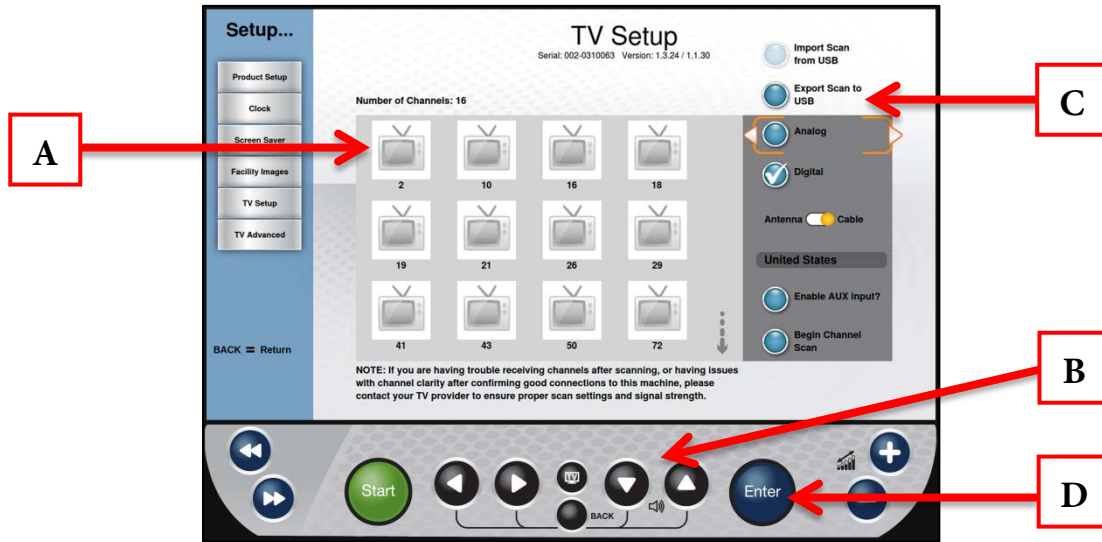 Setup...
TV Setup
Serial: 002-0310063 Version: 1.3.24 / 1.1.30
Import Scan
from USB
Product Setup
Export Scan to
USB
C
Clock
Number of Channels: 16
A
Screen Saver
Analog
Facility Images
Digital
2 10 16 18
TV Setup
Antenna Cable
TV Advanced
19 21 26 29
United States
Enable AUX input?
41 43 50 72
Begin Channel
Scan
BACK = Return
NOTE: If you are having trouble receiving channels after scanning, or having issues
with channel clarity after confirming good connections to this machine, please
contact your TV provider to ensure proper scan settings and signal strength.
B
Start
TV
BACK
Enter
D